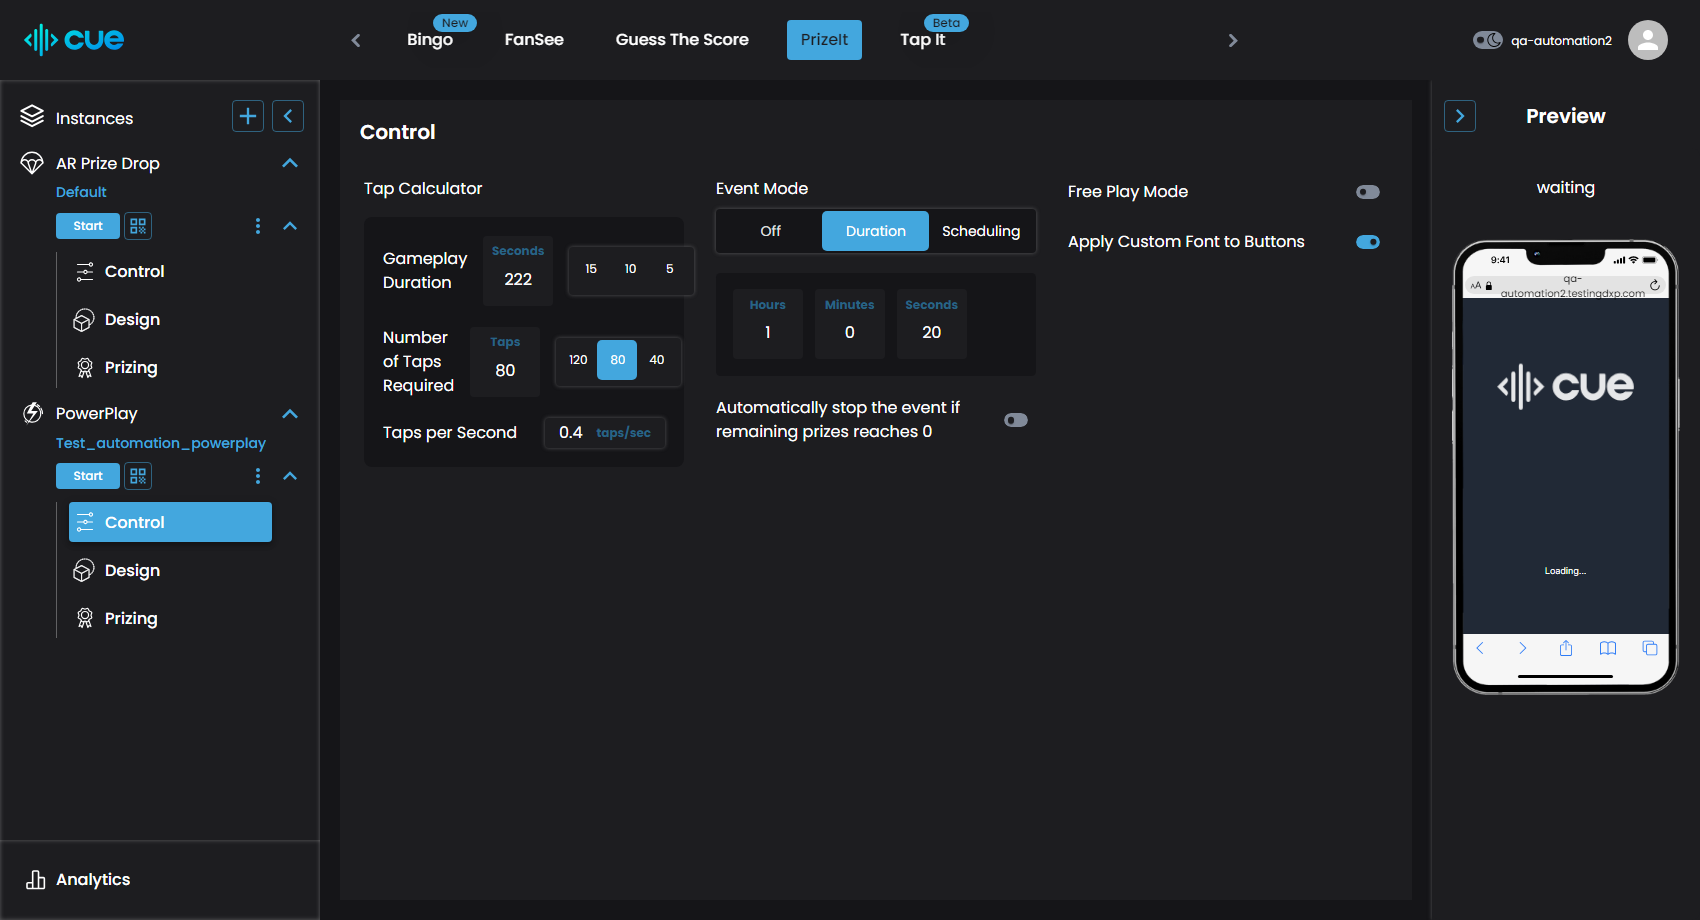 cue
New
Bingo
FanSee
Guess The Score
PrizeIt
Beta
Tap It
qa-automation2
Instances
AR Prize Drop
Default
Start
Control
Design
Prizing
PowerPlay
Test_automation_powerplay
Start
Control
Design
Prizing
Analytics
Control
Tap Calculator
Gameplay
Duration
Seconds
222
15 10 5
Number
of Taps
Required
Taps
80
120 80 40
Taps per Second
0.4 taps/sec
Event Mode
Off Duration Scheduling
Hours Minutes Seconds
1 0 20
Automatically stop the event if
remaining prizes reaches 0
Free Play Mode
Apply Custom Font to Buttons
Preview
waiting
9:41
AA
qa-
automation2.testingdxp.com
cue
Loading...